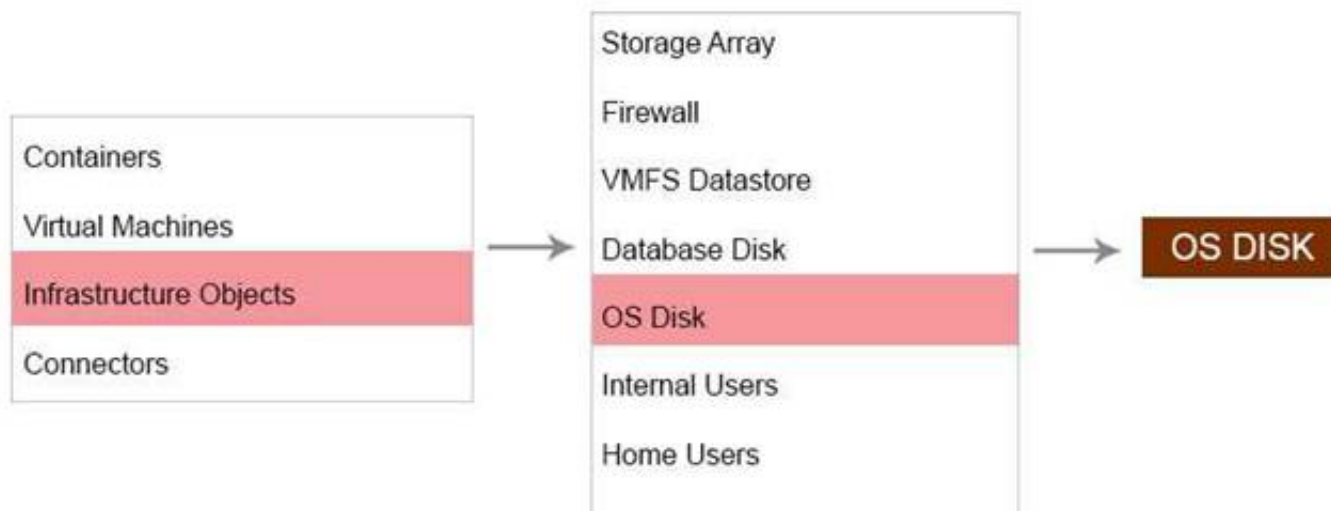 Containers
Virtual Machines
Infrastructure Objects
Connectors
Storage Array
Firewall
VMFS Datastore
Database Disk
OS Disk
Internal Users
Home Users
OS DISK